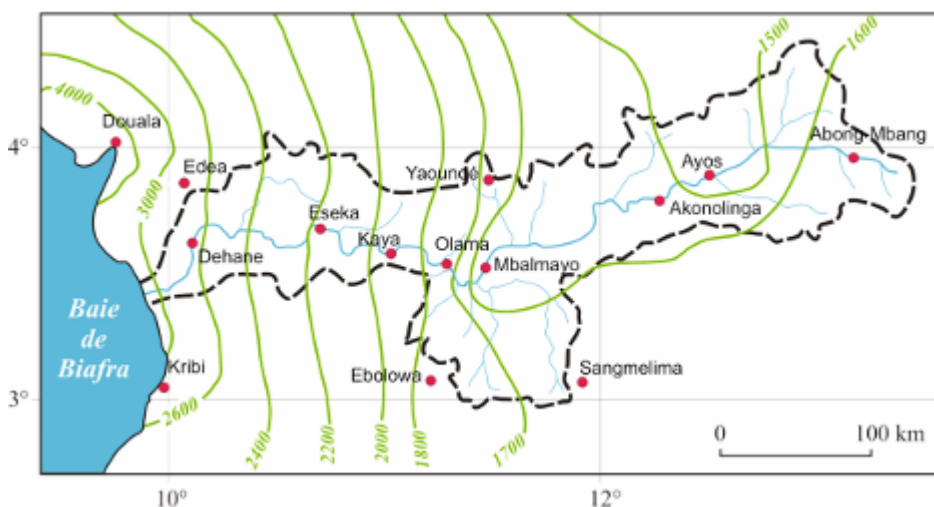 1500
1600
4000
Douala
4°
Abong-Mbang
Edea
Yaoundé
Ayos
3000
Akonolinga
Eseka
Kaya
Olama
Dehane
Mbalmayo
Baie
de
Biafra
Kribi
Ebolowa
Sangmelima
3°
2600
2400
2200
2000
1800
1700
0 100 km
10°
12°